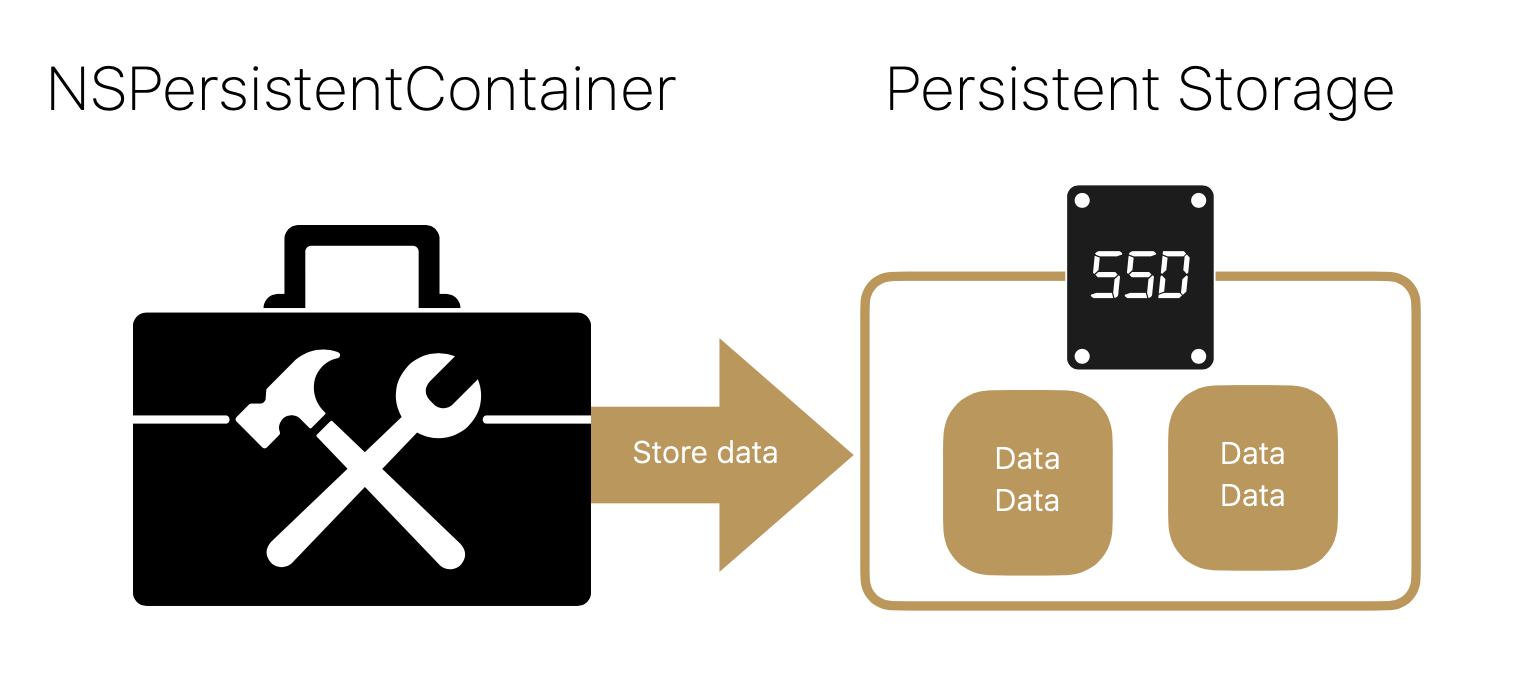 NSPersistentContainer
Persistent Storage
SSD
Store data
Data
Data
Data
Data